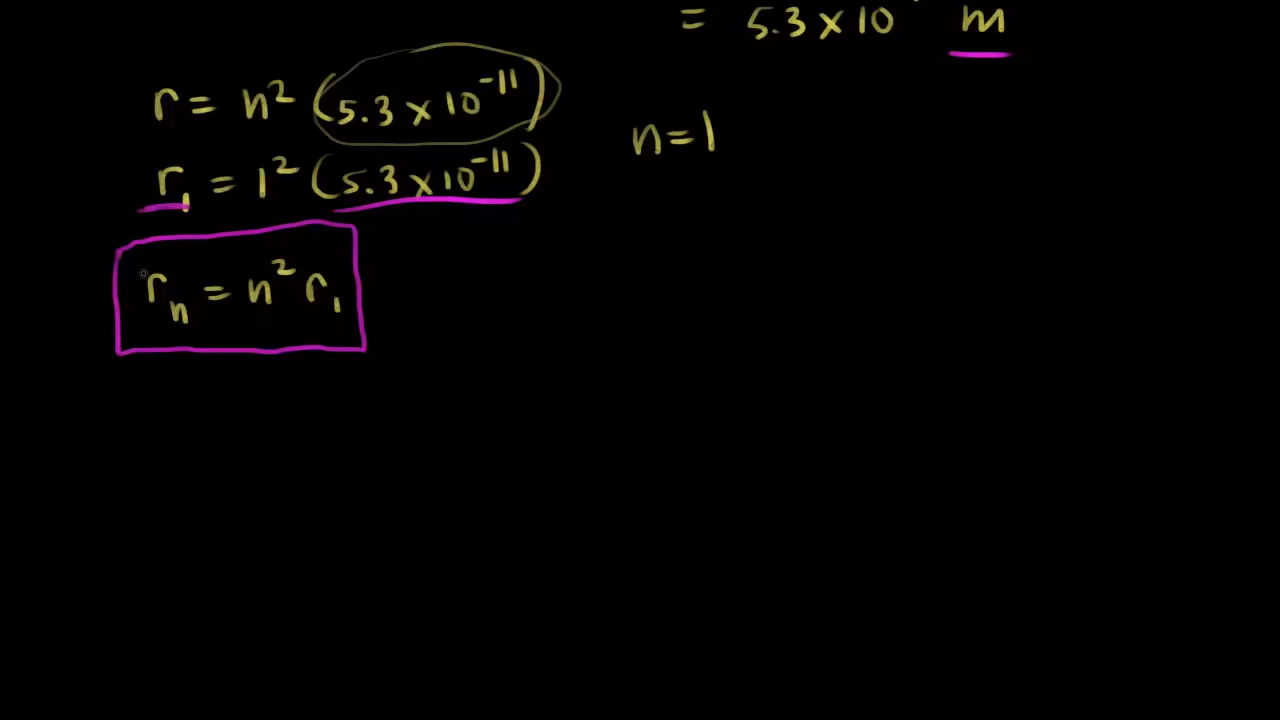 = 5.3 x 10 m
r = n² (5.3 x 10⁻¹¹)
n = 1
r₁ = 1² (5.3 x 10⁻¹¹)
rₙ = n² r₁